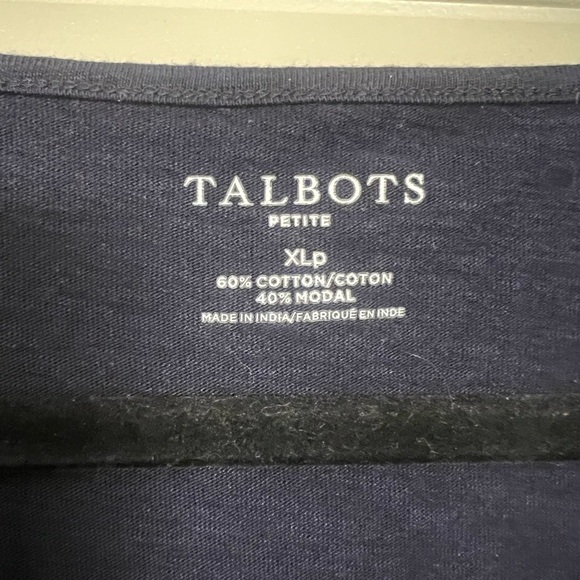 TALBOTS
PETITE
XLp
60% COTTON/COTON
40% MODAL
MADE IN INDIA/FABRIQUÉ EN INDE